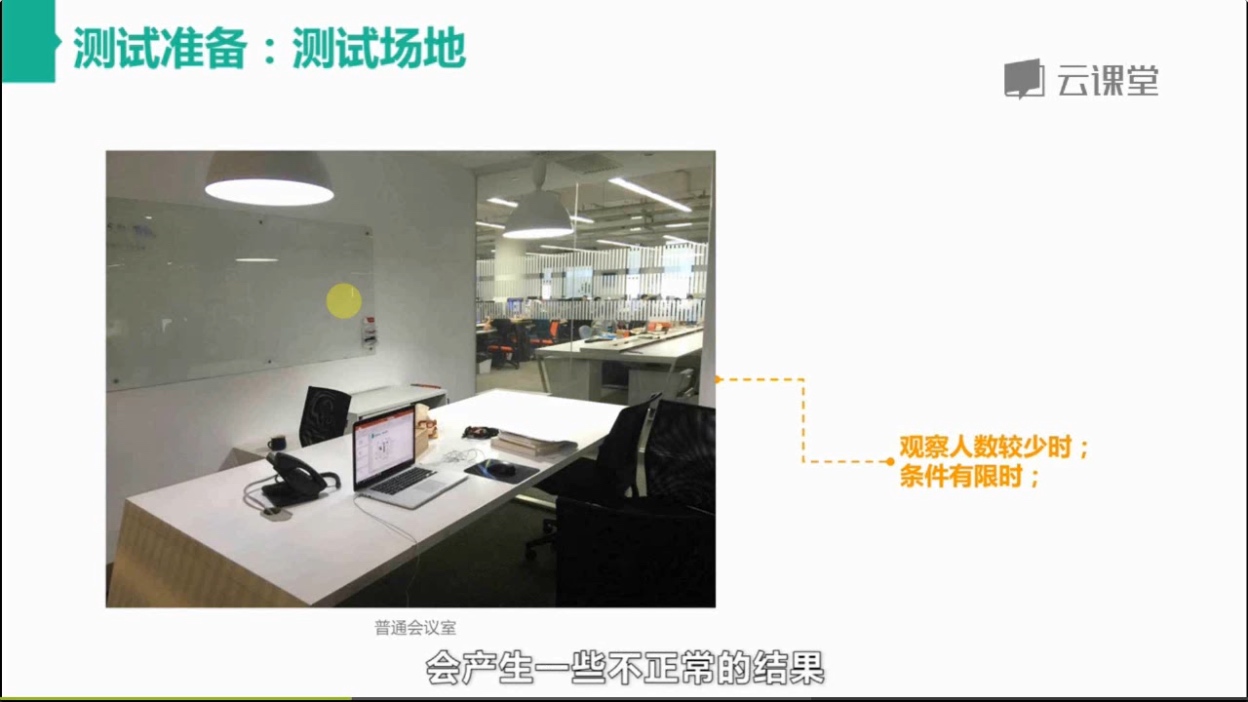 测试准备：测试场地
云课堂
观察人数较少时；
条件有限时；
普通会议室
会产生一些不正常的结果